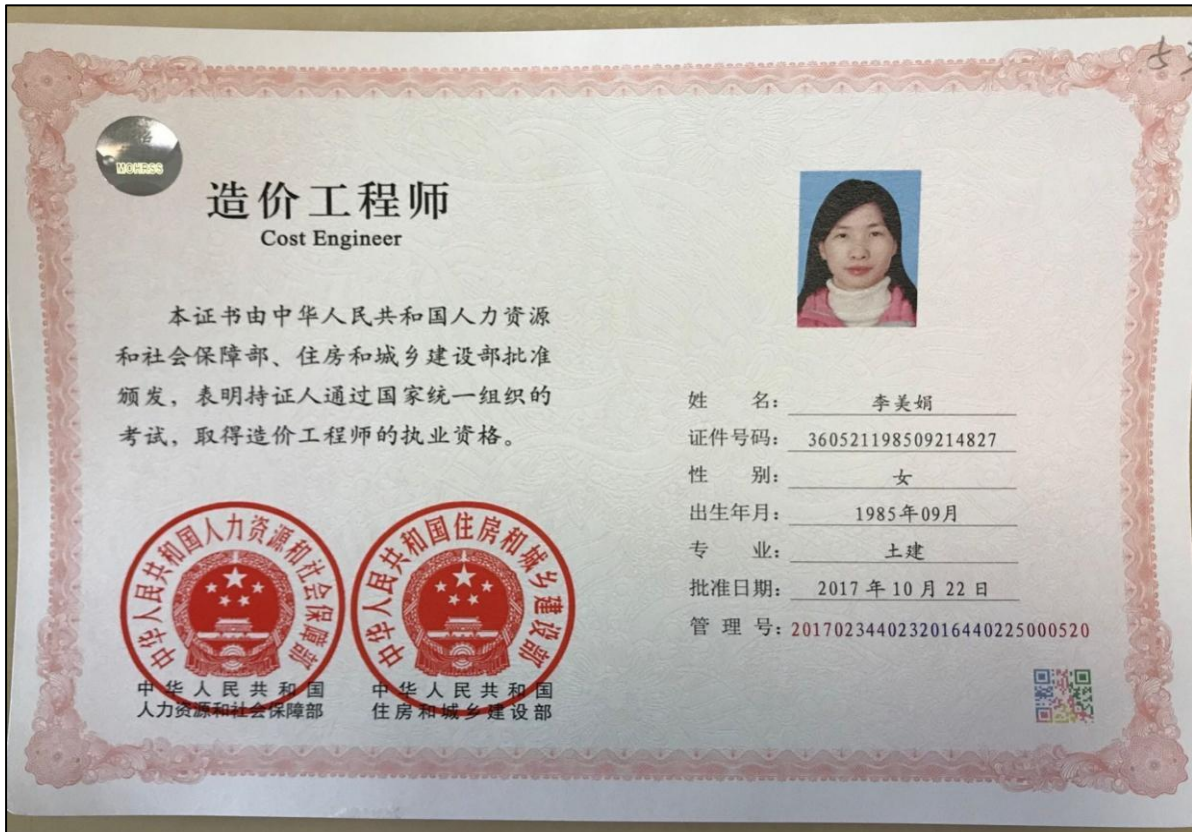 MOHRSS
造价工程师
Cost Engineer
本证书由中华人民共和国人力资源
和社会保障部、住房和城乡建设部批准
颁发，表明持证人通过国家统一组织的
考试，取得造价工程师的执业资格。
中华人民共和国人力资源和社会保障部
中华人民共和国
人力资源和社会保障部
中华人民共和国住房和城乡建设部
中华人民共和国
住房和城乡建设部
姓 名： 李美娟
证件号码： 360521198509214827
性 别： 女
出生年月： 1985年09月
专 业： 土建
批准日期： 2017 年 10 月 22 日
管 理 号： 2017023440232016440225000520